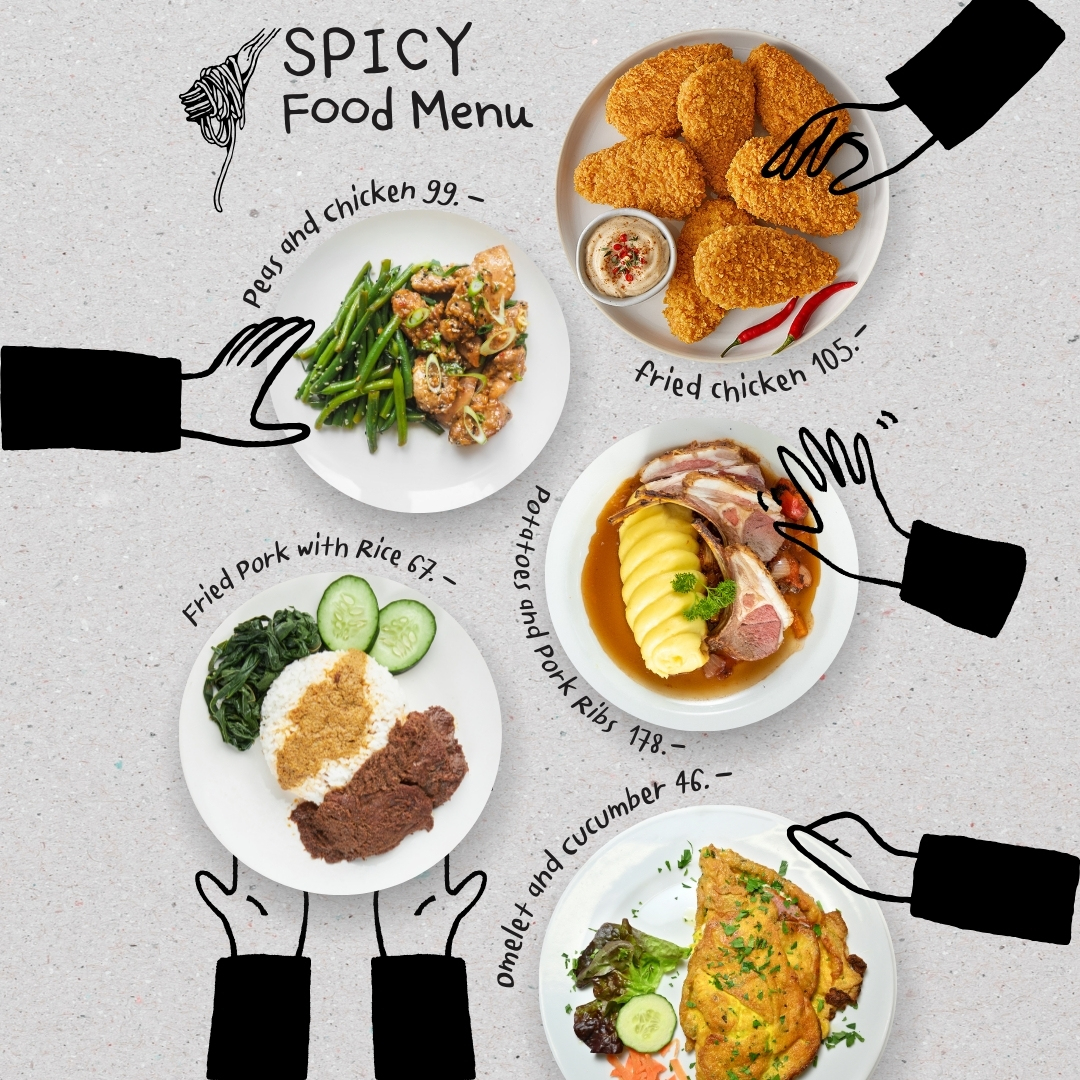 SPICY
Food Menu
Peas and chicken 99.-
fried chicken 105.-
Potatoes and Pork Ribs 178.-
Fried Pork with Rice 67.-
Omelet and cucumber 46.-